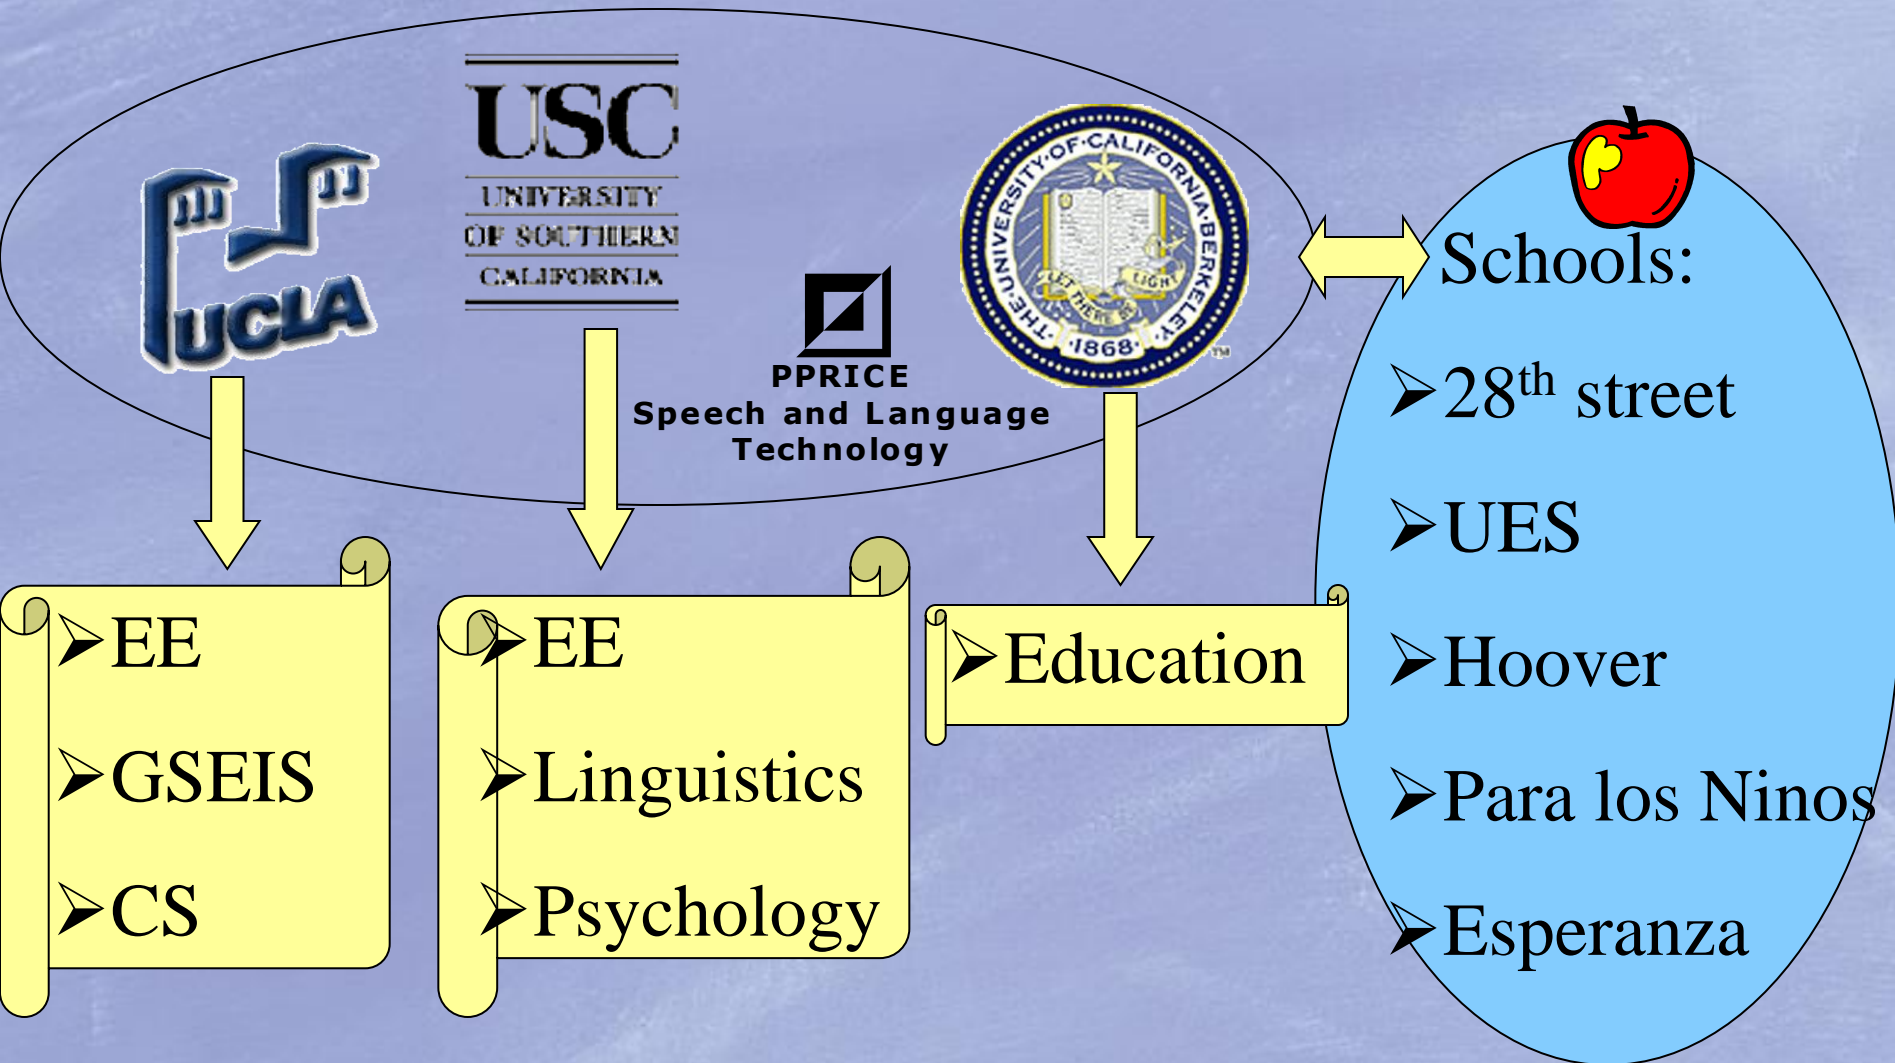 UCLA
USC
UNIVERSITY
OF SOUTHERN
CALIFORNIA
PPRICE
Speech and Language
Technology
THE·UNIVERSITY·OF·CALIFORNIA·BERKELEY·
LET THERE BE LIGHT
·1868·
TM
EE
GSEIS
CS
EE
Linguistics
Psychology
Education
Schools:
28th street
UES
Hoover
Para los Ninos
Esperanza